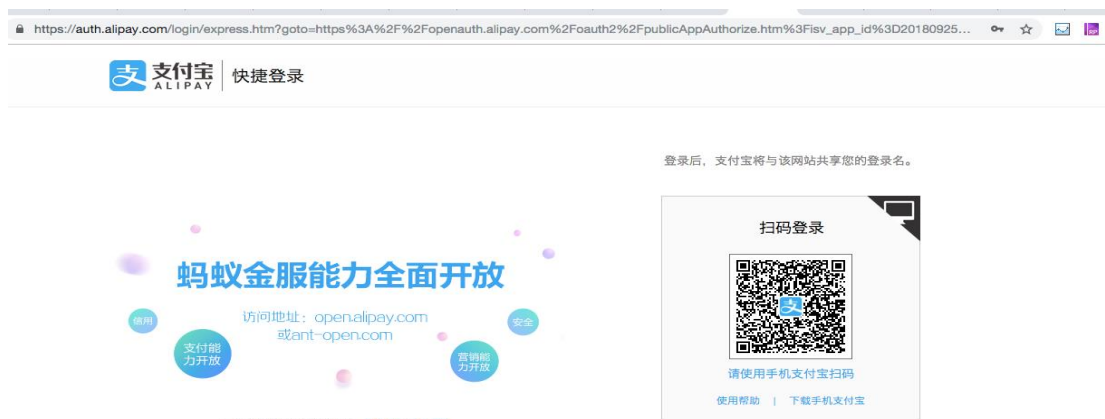 https://auth.alipay.com/login/express.htm?goto=https%3A%2F%2Fopenauth.alipay.com%2Foauth2%2FpublicAppAuthorize.htm%3Fisv_app_id%3D20180925...
支 支付宝 ALIPAY 快捷登录
登录后，支付宝将与该网站共享您的登录名。
扫码登录
蚂蚁金服能力全面开放
访问地址：open.alipay.com
或ant-open.com
信用
安全
支付能
力开放
营销能
力开放
支
请使用手机支付宝扫码
使用帮助 | 下载手机支付宝